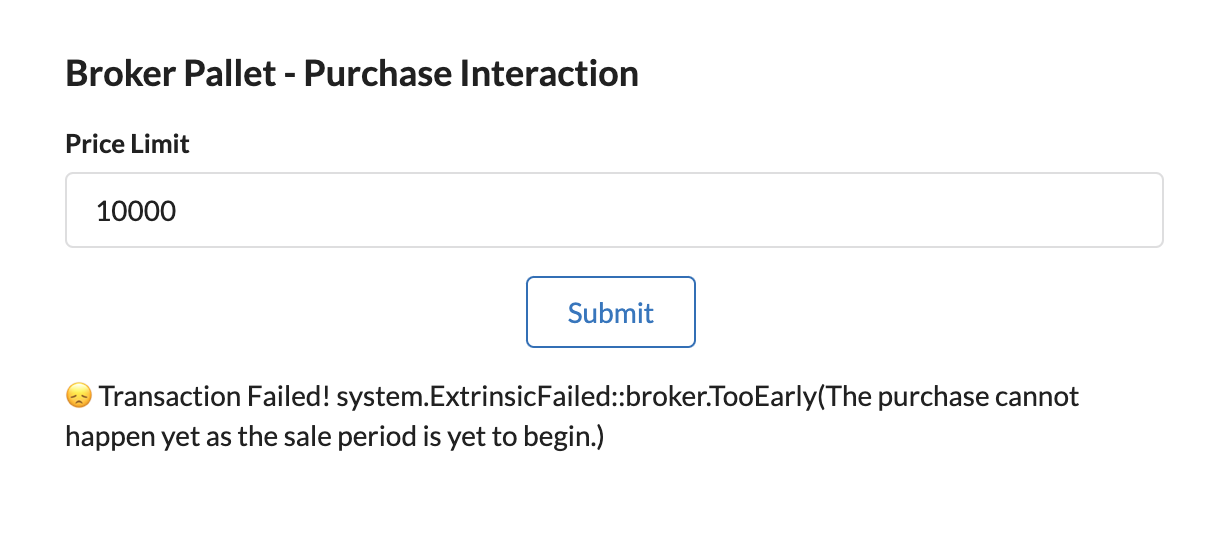 Broker Pallet - Purchase Interaction
Price Limit
10000
Submit
😞 Transaction Failed! system.ExtrinsicFailed::broker.TooEarly(The purchase cannot
happen yet as the sale period is yet to begin.)